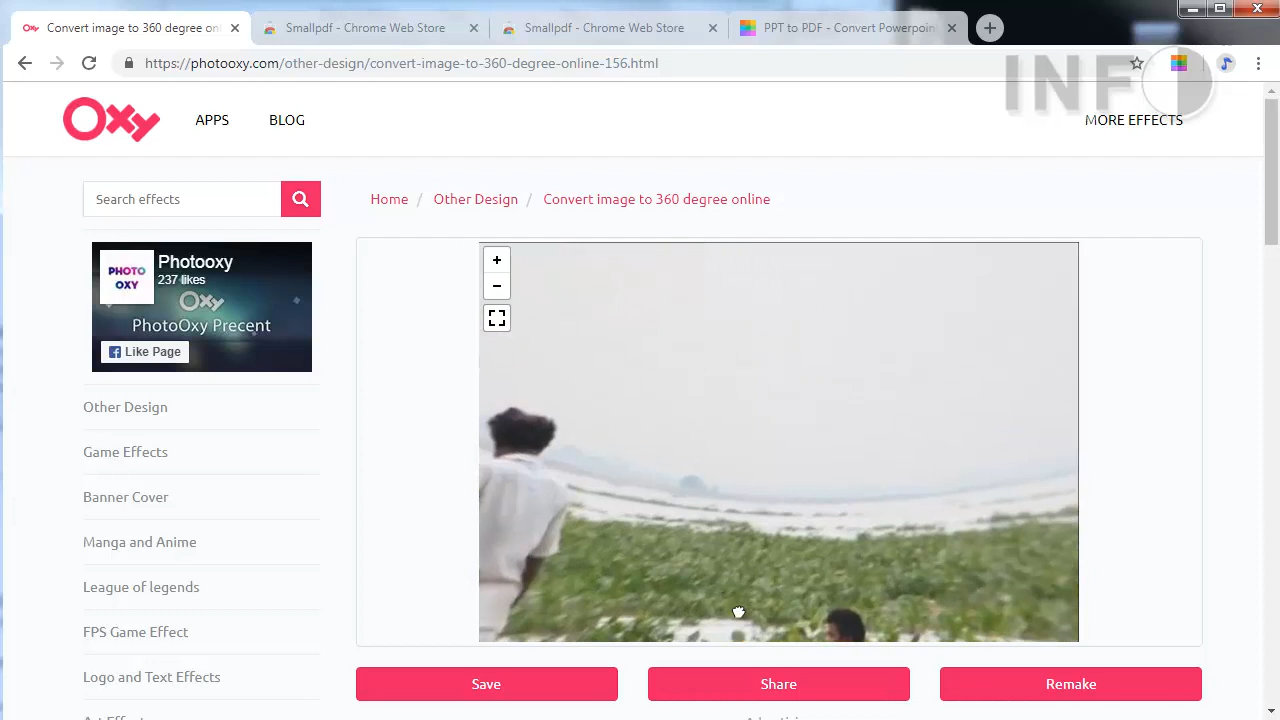 Convert image to 360 degree onl
Smallpdf - Chrome Web Store
Smallpdf - Chrome Web Store
PPT to PDF - Convert Powerpoin
https://photooxy.com/other-design/convert-image-to-360-degree-online-156.html
INF
Oxy
APPS
BLOG
MORE EFFECTS
Search effects
Home / Other Design / Convert image to 360 degree online
PHOTO
OXY
Photooxy
237 likes
Oxy
PhotoOxy Precent
Like Page
+
-
Other Design
Game Effects
Banner Cover
Manga and Anime
League of legends
FPS Game Effect
Logo and Text Effects
Save
Share
Remake